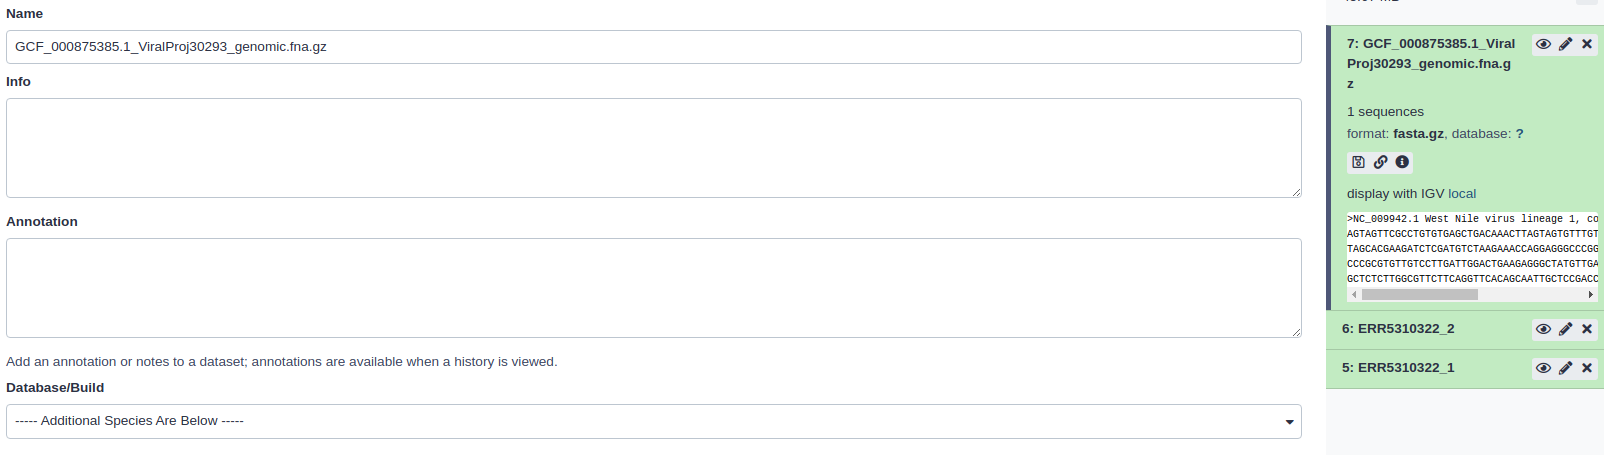 Name
GCF_000875385.1_ViralProj30293_genomic.fna.gz
Info
Annotation
Add an annotation or notes to a dataset; annotations are available when a history is viewed.
Database/Build
----- Additional Species Are Below -----
7: GCF_000875385.1_Viral
Proj30293_genomic.fna.g
z
1 sequences
format: fasta.gz, database: ?
display with IGV local
>NC_009942.1 West Nile virus lineage 1, co
AGTAGTTCGCCTGTGTGAGCTGACAAACTTAGTAGTGTTTGT
TAGCACGAAGATCTCGATGTCTAAGAAACCAGGAGGGCCCGG
CCCGCGTGTTGTCCTTGATTGGACTGAAGAGGGCTATGTTGA
GCTCTCTTGGCGTTCTTCAGGTTCACAGCAATTGCTCCGACC
6: ERR5310322_2
5: ERR5310322_1